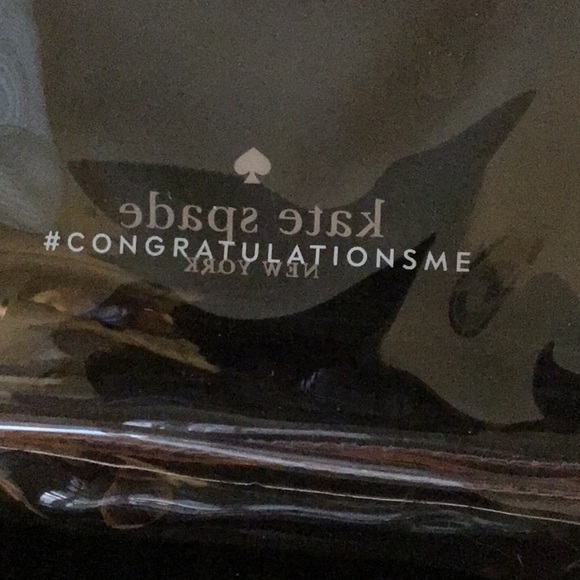 kate spade
#CONGRATULATIONSME
NEW YORK